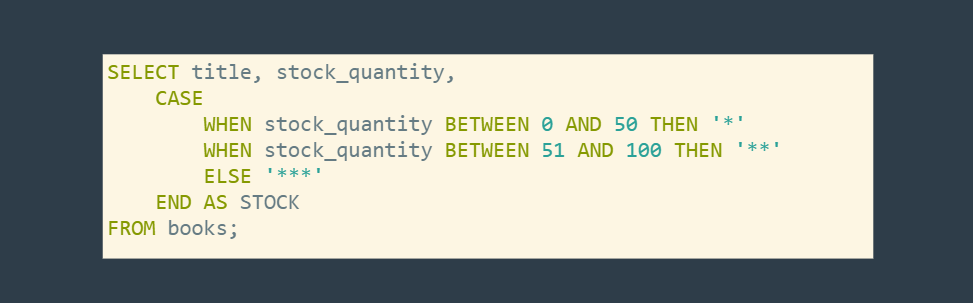 SELECT title, stock_quantity,
    CASE
        WHEN stock_quantity BETWEEN 0 AND 50 THEN '*'
        WHEN stock_quantity BETWEEN 51 AND 100 THEN '**'
        ELSE '***'
    END AS STOCK
FROM books;